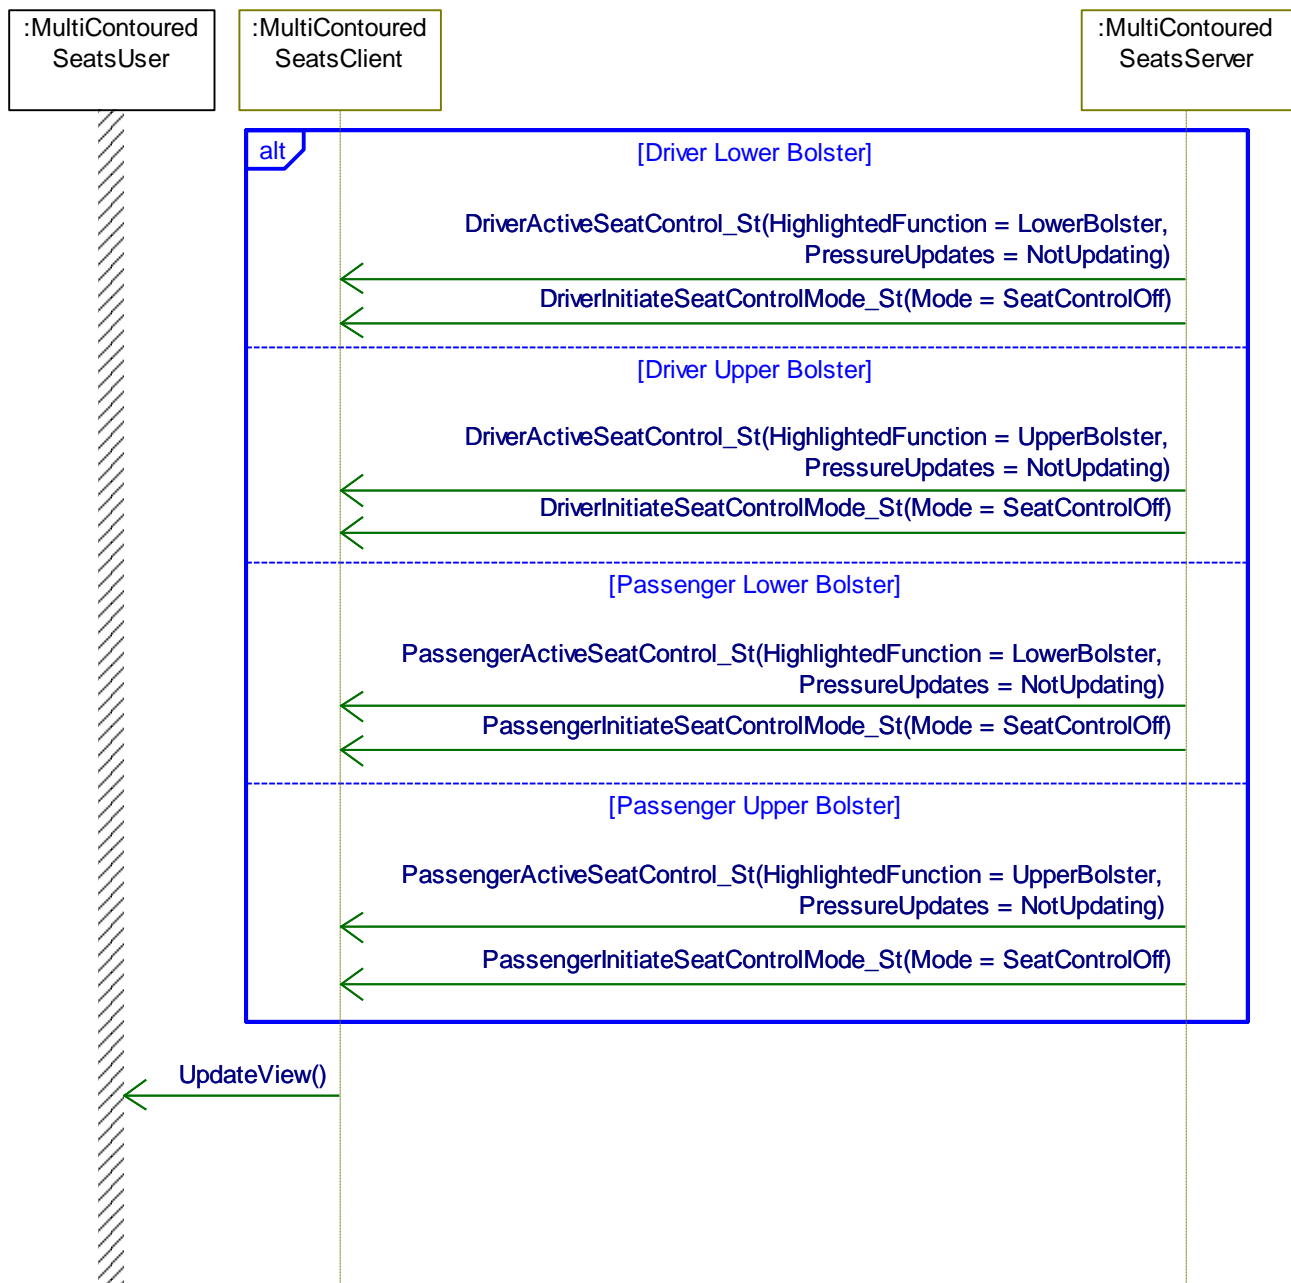 :MultiContoured
SeatsUser
:MultiContoured
SeatsClient
:MultiContoured
SeatsServer
alt
[Driver Lower Bolster]
DriverActiveSeatControl_St(HighlightedFunction = LowerBolster,
PressureUpdates = NotUpdating)
DriverInitiateSeatControlMode_St(Mode = SeatControlOff)
[Driver Upper Bolster]
DriverActiveSeatControl_St(HighlightedFunction = UpperBolster,
PressureUpdates = NotUpdating)
DriverInitiateSeatControlMode_St(Mode = SeatControlOff)
[Passenger Lower Bolster]
PassengerActiveSeatControl_St(HighlightedFunction = LowerBolster,
PressureUpdates = NotUpdating)
PassengerInitiateSeatControlMode_St(Mode = SeatControlOff)
[Passenger Upper Bolster]
PassengerActiveSeatControl_St(HighlightedFunction = UpperBolster,
PressureUpdates = NotUpdating)
PassengerInitiateSeatControlMode_St(Mode = SeatControlOff)
UpdateView()